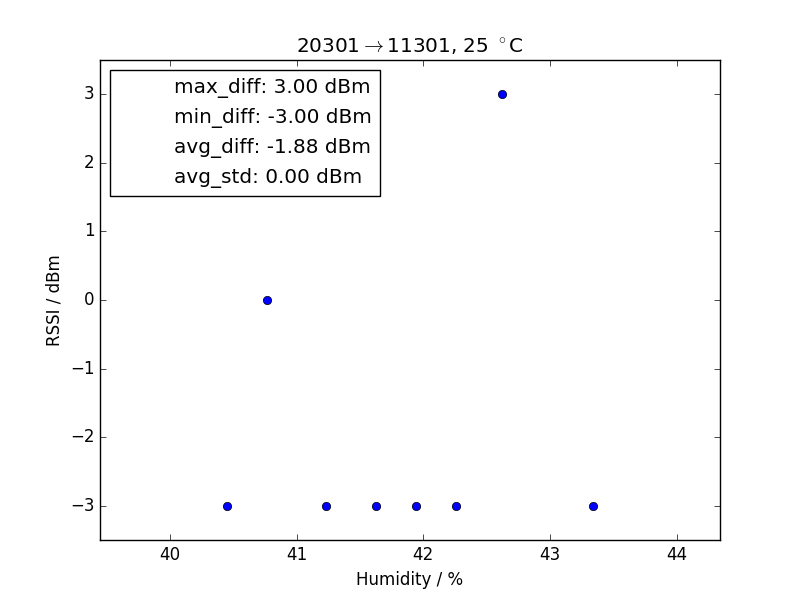 20301→11301, 25 °C
max_diff: 3.00 dBm
min_diff: -3.00 dBm
avg_diff: -1.88 dBm
avg_std: 0.00 dBm
RSSI / dBm
3
2
1
0
−1
−2
−3
40 41 42 43 44
Humidity / %